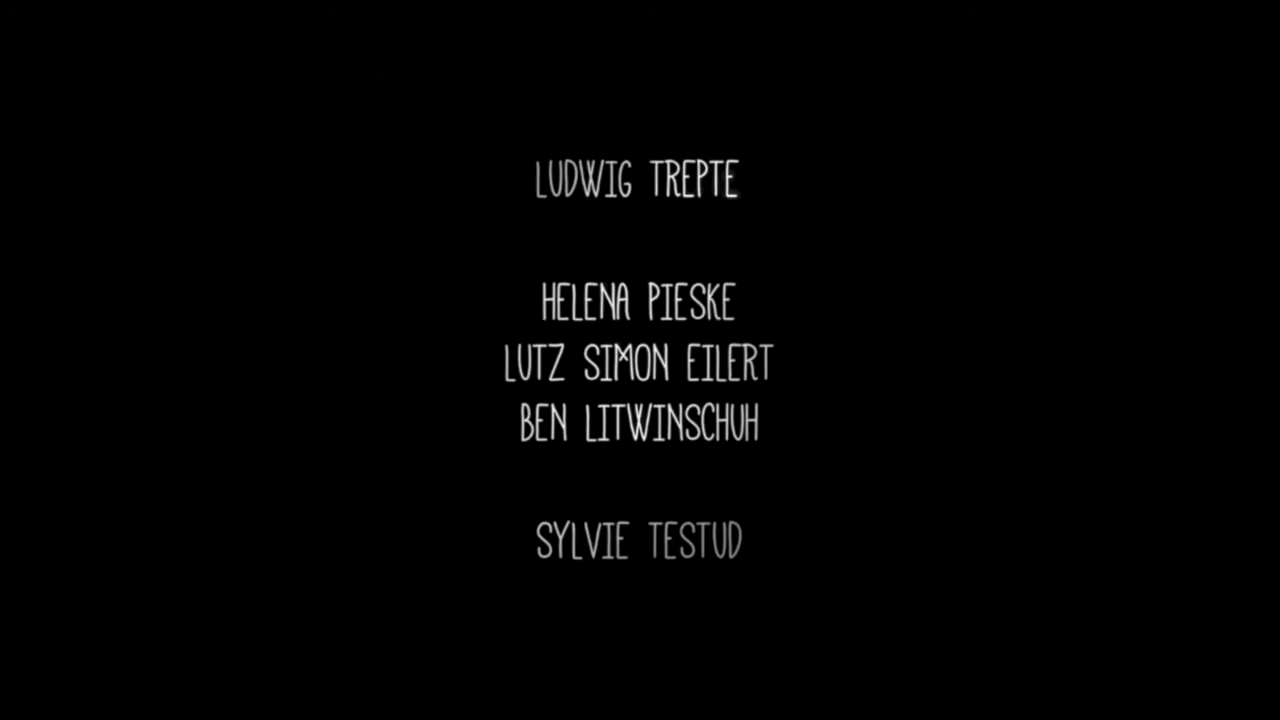 LUDWIG TREPTE
HELENA PIESKE
LUTZ SIMON EILERT
BEN LITWINSCHUH
SYLVIE TESTUD